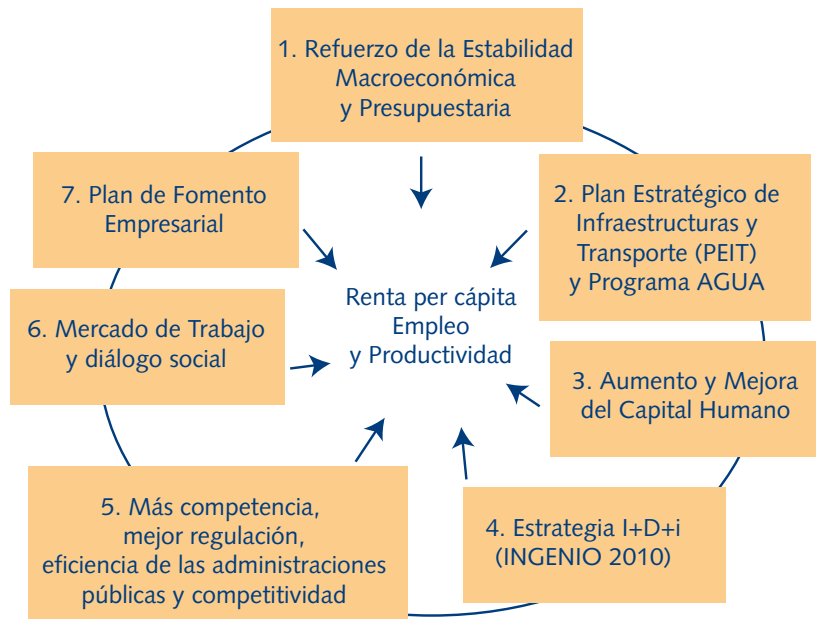 1. Refuerzo de la Estabilidad
Macroeconómica
y Presupuestaria
2. Plan Estratégico de
Infraestructuras y
Transporte (PEIT)
y Programa AGUA
3. Aumento y Mejora
del Capital Humano
4. Estrategia I+D+i
(INGENIO 2010)
5. Más competencia,
mejor regulación,
eficiencia de las administraciones
públicas y competitividad
6. Mercado de Trabajo
y diálogo social
7. Plan de Fomento
Empresarial
Renta per cápita
Empleo
y Productividad